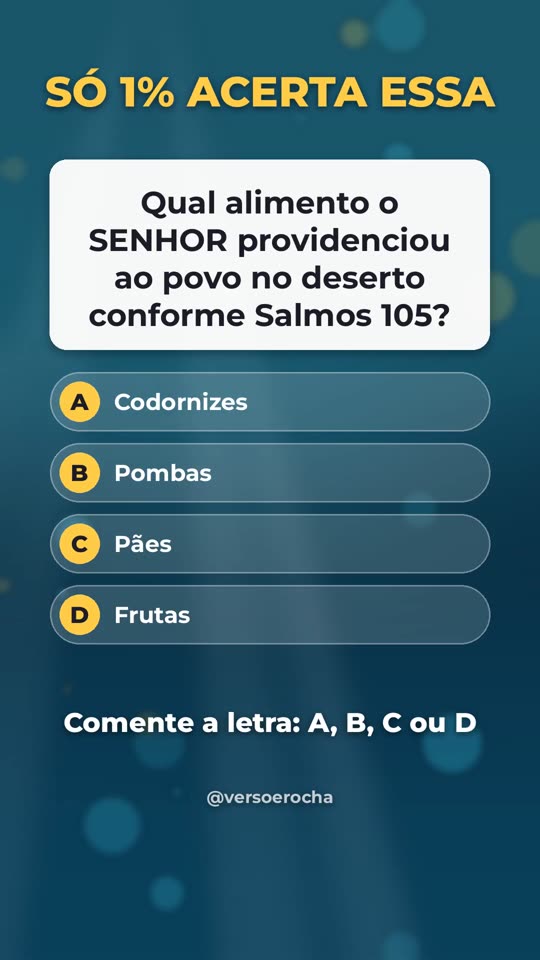 SÓ 1% ACERTA ESSA
Qual alimento o
SENHOR providenciou
ao povo no deserto
conforme Salmos 105?
A Codornizes
B Pombas
C Pães
D Frutas
Comente a letra: A, B, C ou D
@versoerocha